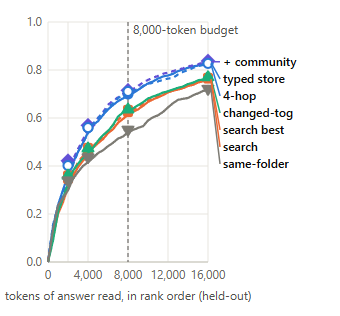 1.0
8,000-token budget
0.8
+ community
typed store
4-hop
0.6
changed-tog
search best
search
0.4
same-folder
0.2
0.0
0
4,000
8,000
12,000
16,000
tokens of answer read, in rank order (held-out)